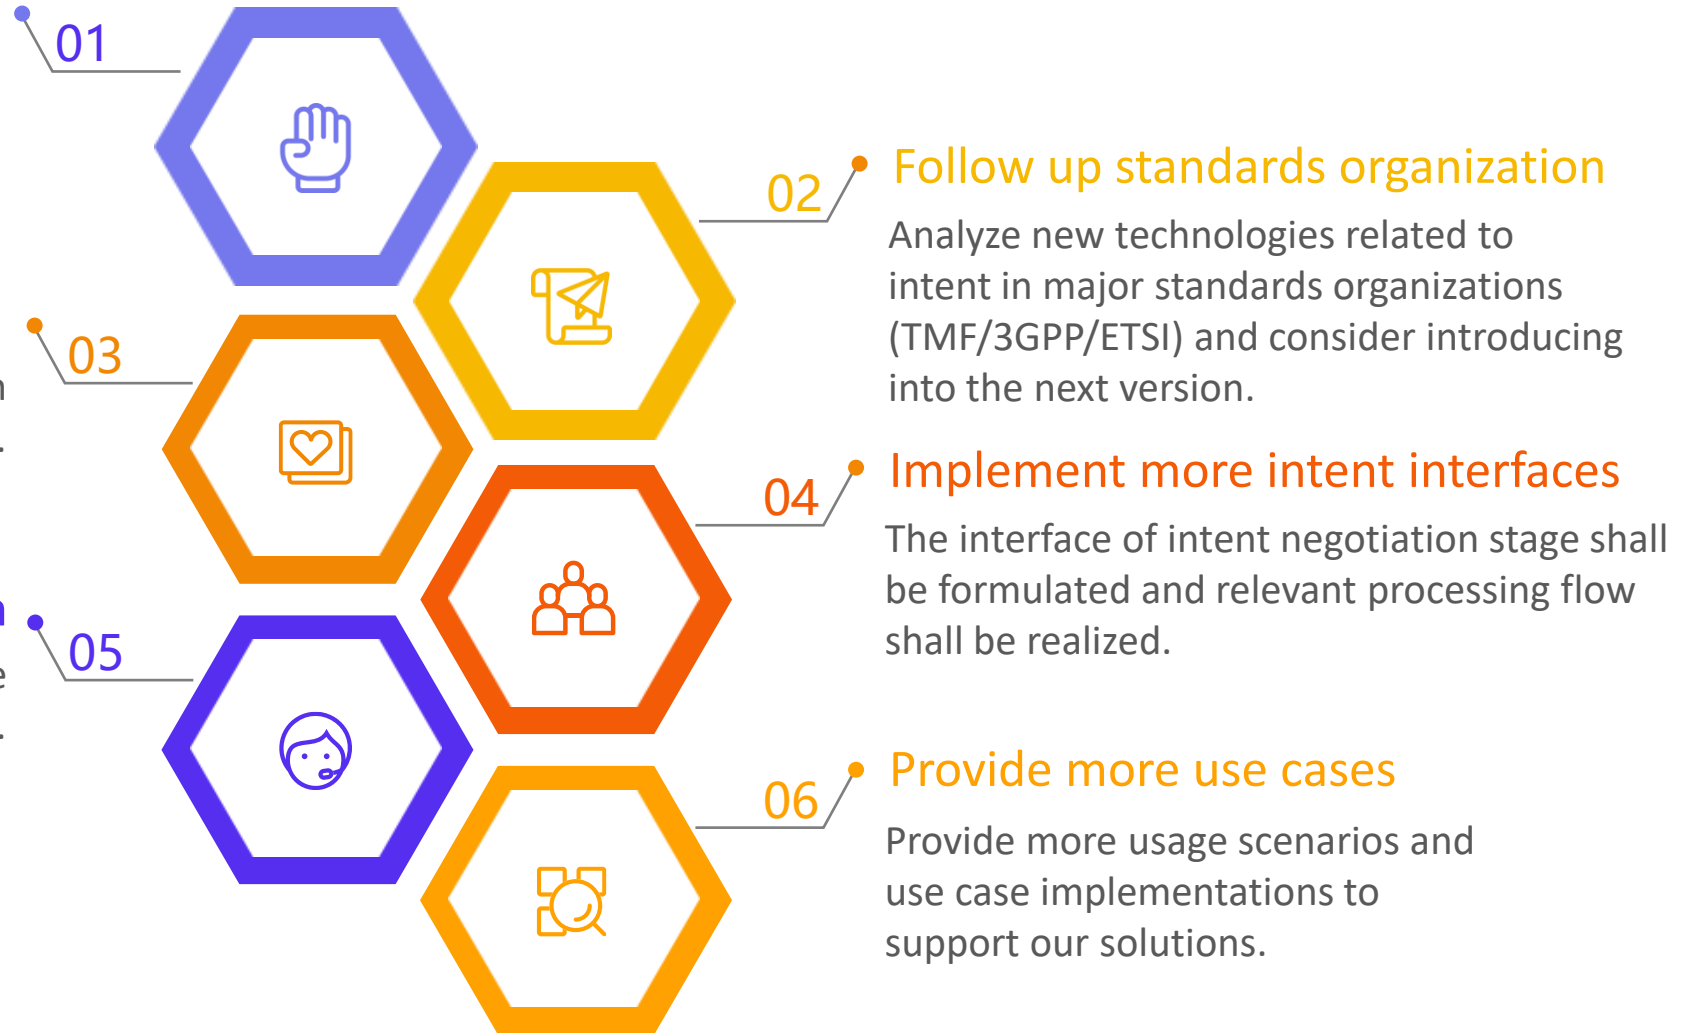 01
02
Follow up standards organization
Analyze new technologies related to
intent in major standards organizations
(TMF/3GPP/ETSI) and consider introducing
into the next version.
03
.
04
Implement more intent interfaces
The interface of intent negotiation stage shall
be formulated and relevant processing flow
shall be realized.
05
e
.
06
Provide more use cases
Provide more usage scenarios and
use case implementations to
support our solutions.